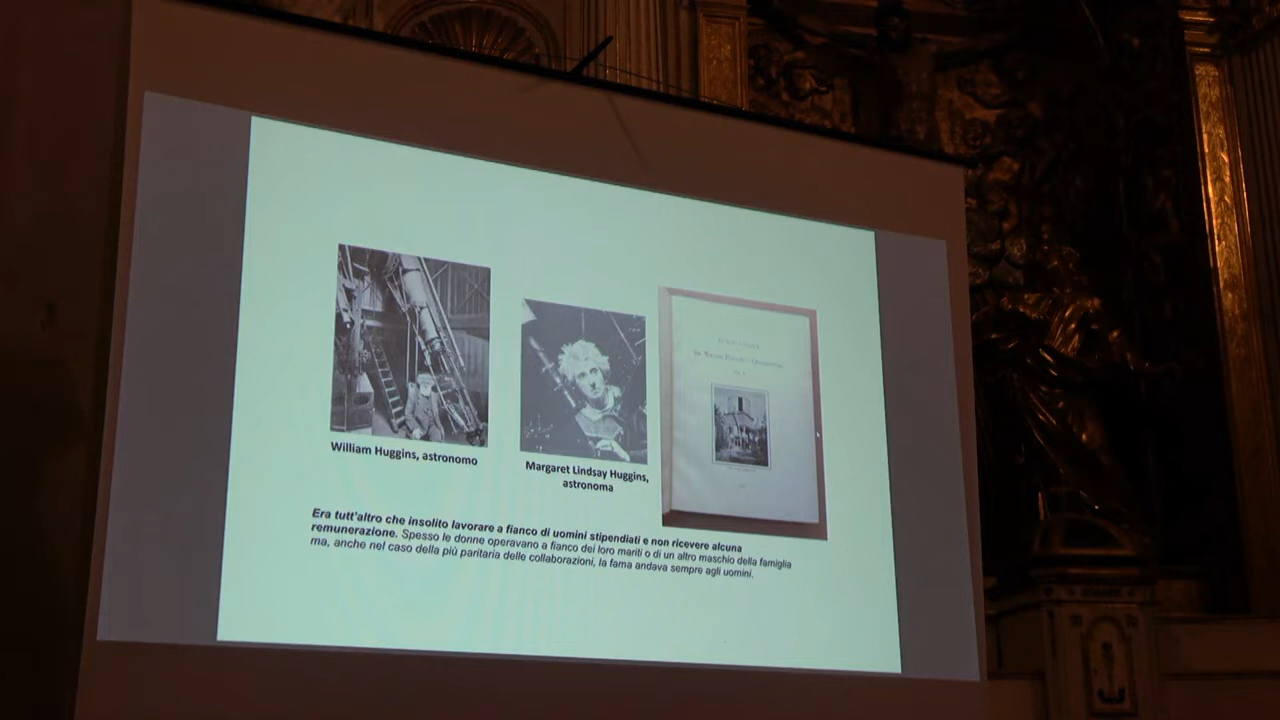 William Huggins, astronomo
Margaret Lindsay Huggins,
astronoma
Era tutt'altro che insolito lavorare a fianco di uomini stipendiati e non ricevere alcuna
remunerazione. Spesso le donne operavano a fianco dei loro mariti o di un altro maschio della famiglia
ma, anche nel caso della più paritaria delle collaborazioni, la fama andava sempre agli uomini.